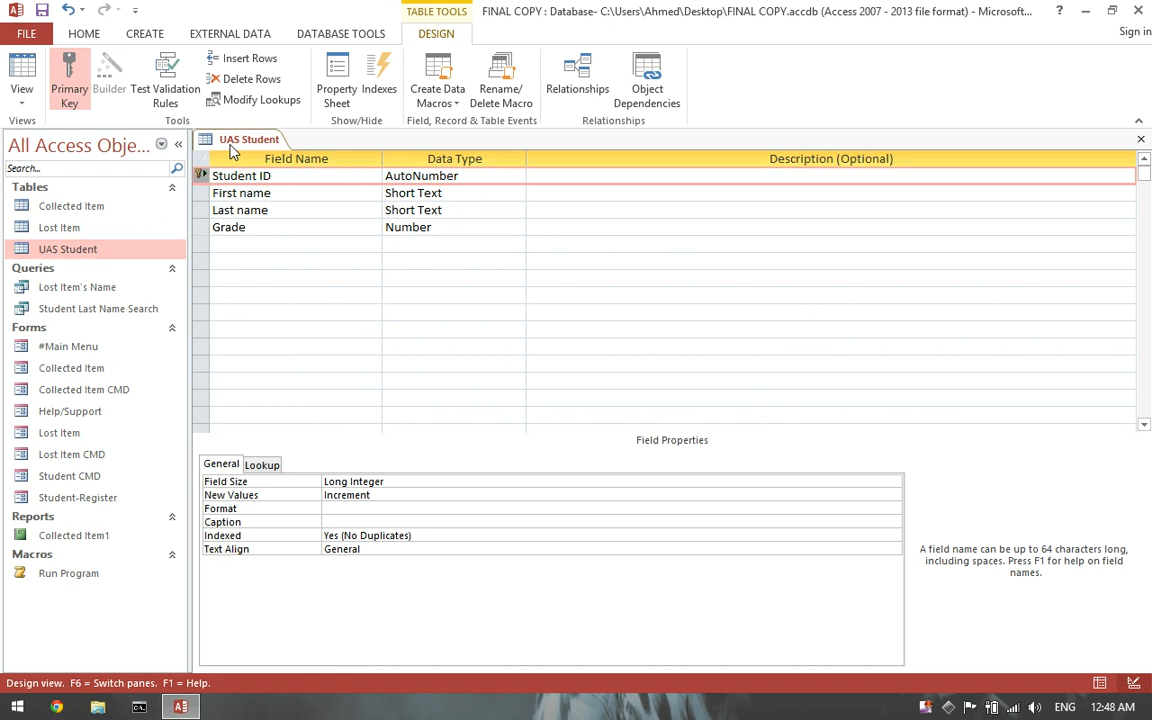 TABLE TOOLS
FINAL COPY : Database- C:\Users\Ahmed\Desktop\FINAL COPY.accdb (Access 2007 - 2013 file format) - Microsoft...
FILE HOME CREATE EXTERNAL DATA DATABASE TOOLS DESIGN Sign in
View
Primary Key
Builder
Test Validation Rules
Insert Rows
Delete Rows
Modify Lookups
Property Sheet
Indexes
Create Data Macros
Rename/ Delete Macro
Relationships
Object Dependencies
Views Tools Show/Hide Field, Record & Table Events Relationships
All Access Obje...
Search...
Tables
Collected Item
Lost Item
UAS Student
Queries
Lost Item's Name
Student Last Name Search
Forms
#Main Menu
Collected Item
Collected Item CMD
Help/Support
Lost Item
Lost Item CMD
Student CMD
Student-Register
Reports
Collected Item1
Macros
Run Program
UAS Student
Field Name Data Type Description (Optional)
Student ID AutoNumber
First name Short Text
Last name Short Text
Grade Number
Field Properties
General Lookup
Field Size Long Integer
New Values Increment
Format
Caption
Indexed Yes (No Duplicates)
Text Align General
A field name can be up to 64 characters long,
including spaces. Press F1 for help on field
names.
Design view. F6 = Switch panes. F1 = Help.
ENG 12:48 AM